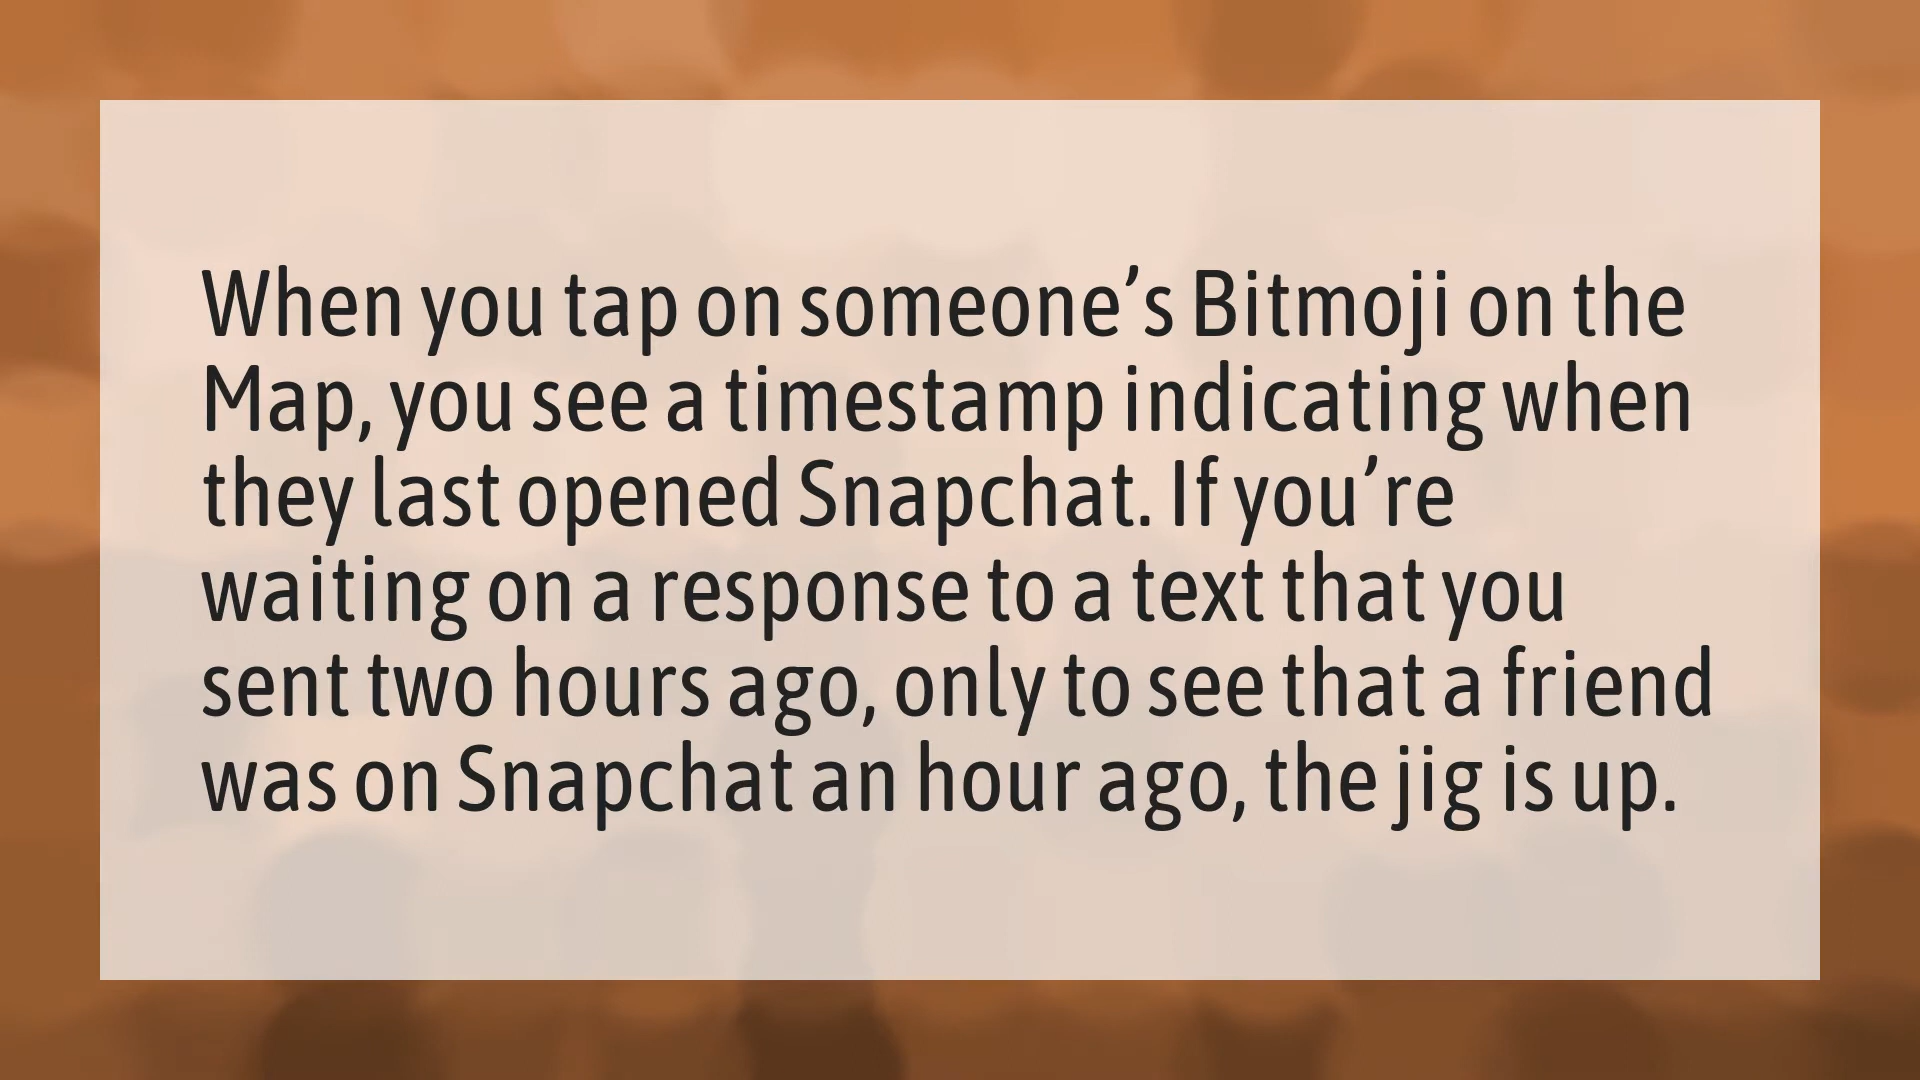 When you tap on someone’s Bitmoji on the
Map, you see a timestamp indicating when
they last opened Snapchat. If you’re
waiting on a response to a text that you
sent two hours ago, only to see that a friend
was on Snapchat an hour ago, the jig is up.